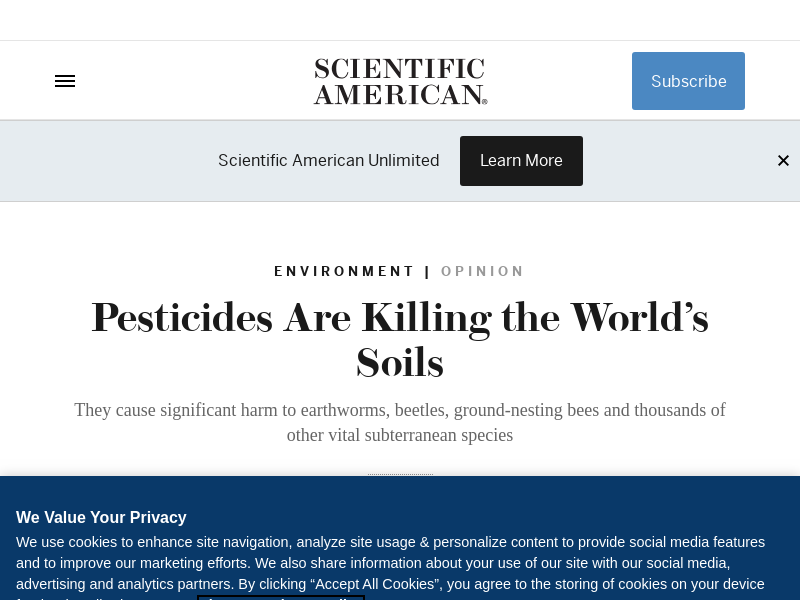 SCIENTIFIC
AMERICAN®
Subscribe
Scientific American Unlimited
Learn More
ENVIRONMENT | OPINION
Pesticides Are Killing the World’s
Soils
They cause significant harm to earthworms, beetles, ground-nesting bees and thousands of
other vital subterranean species
We Value Your Privacy
We use cookies to enhance site navigation, analyze site usage & personalize content to provide social media features
and to improve our marketing efforts. We also share information about your use of our site with our social media,
advertising and analytics partners. By clicking “Accept All Cookies”, you agree to the storing of cookies on your device